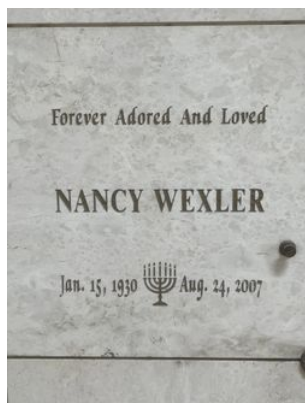 Forever Adored And Loved
NANCY WEXLER
Jan. 15, 1930 Aug. 24, 2007